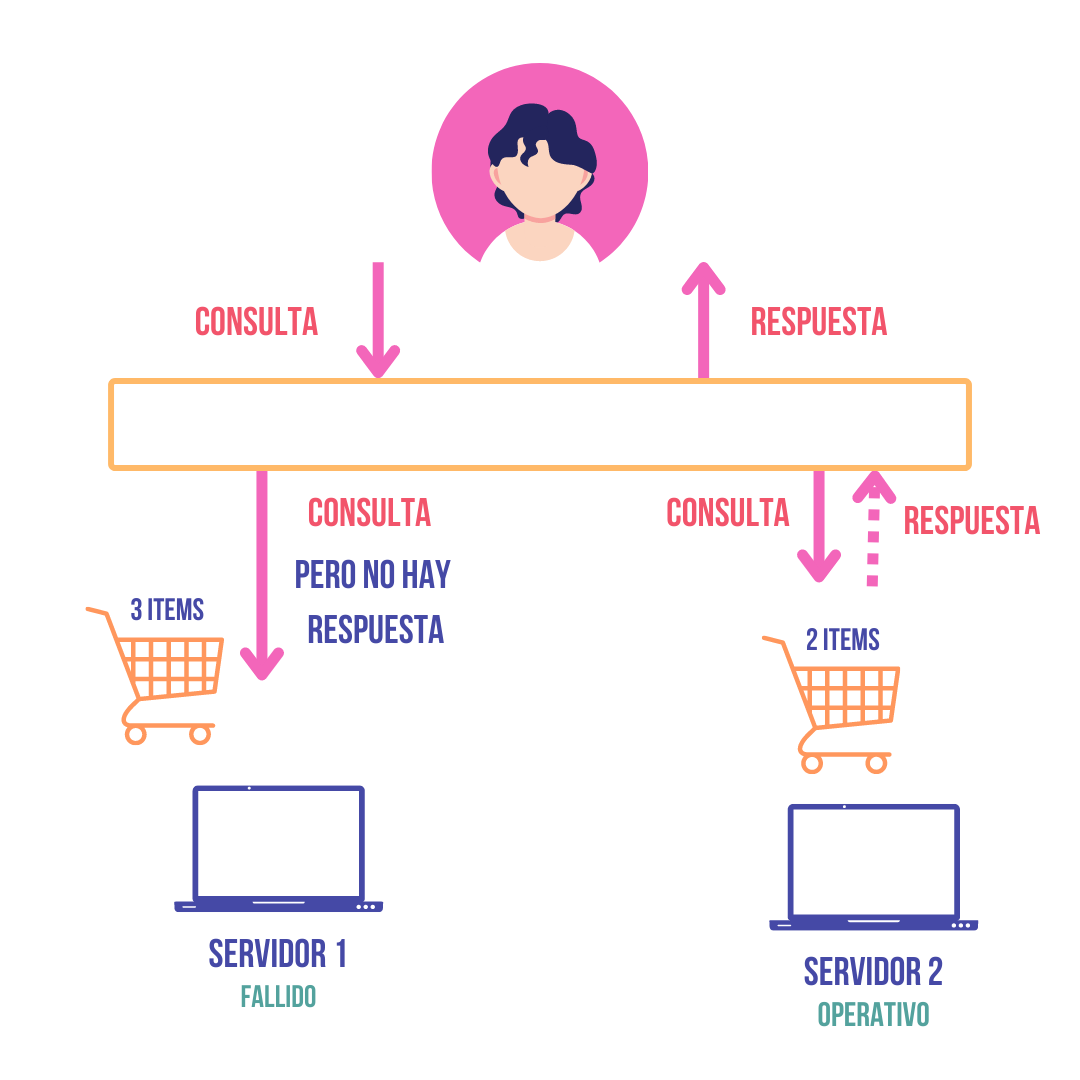 CONSULTA
RESPUESTA
CONSULTA
PERO NO HAY
RESPUESTA
CONSULTA
RESPUESTA
3 ITEMS
2 ITEMS
SERVIDOR 1
FALLIDO
SERVIDOR 2
OPERATIVO